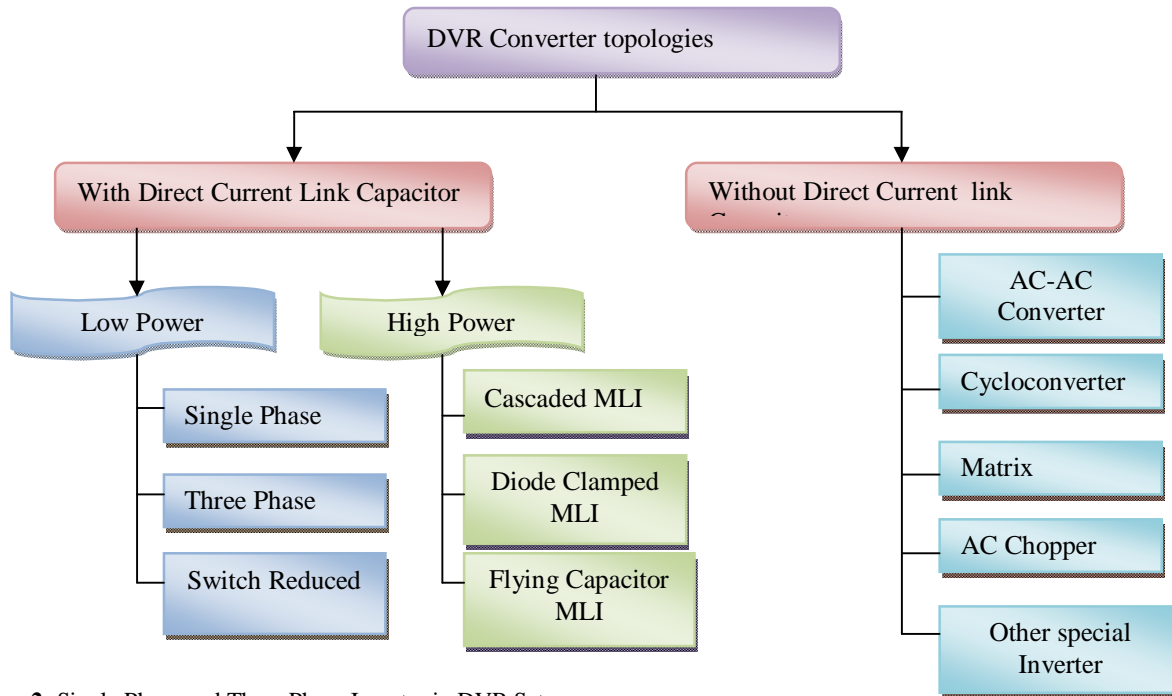 DVR Converter topologies
With Direct Current Link Capacitor
Without Direct Current link
Low Power
High Power
Single Phase
Three Phase
Switch Reduced
Cascaded MLI
Diode Clamped
MLI
Flying Capacitor
MLI
AC-AC
Converter
Cycloconverter
Matrix
AC Chopper
Other special
Inverter